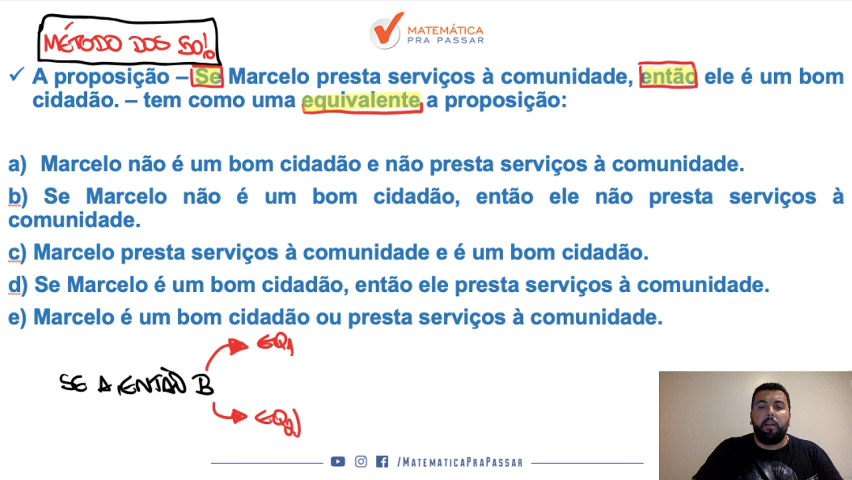 MÉTODO DOS 50!
MATEMÁTICA
PRA PASSAR
✓ A proposição – Se Marcelo presta serviços à comunidade, então ele é um bom
cidadão. – tem como uma equivalente a proposição:
a) Marcelo não é um bom cidadão e não presta serviços à comunidade.
b) Se Marcelo não é um bom cidadão, então ele não presta serviços à
comunidade.
c) Marcelo presta serviços à comunidade e é um bom cidadão.
d) Se Marcelo é um bom cidadão, então ele presta serviços à comunidade.
e) Marcelo é um bom cidadão ou presta serviços à comunidade.
EQ1
SE A, ENTÃO B
EQ2
/MATEMATICAPRAPASSAR